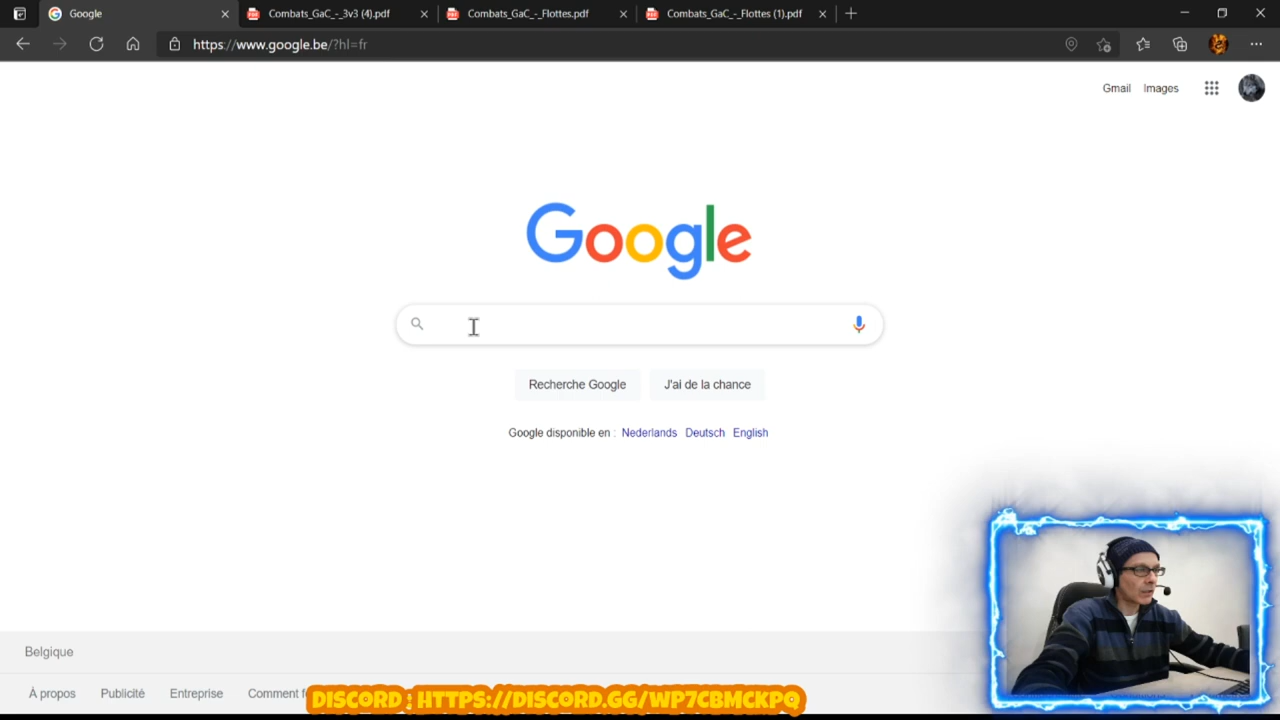 Google
Combats_GaC_-_3v3 (4).pdf
Combats_GaC_-_Flottes.pdf
Combats_GaC_-_Flottes (1).pdf
https://www.google.be/?hl=fr
Gmail Images
Google
Recherche Google
J'ai de la chance
Google disponible en : Nederlands Deutsch English
Belgique
À propos Publicité Entreprise Comment
DISCORD : HTTPS://DISCORD.GG/WP7CBMCKPQ